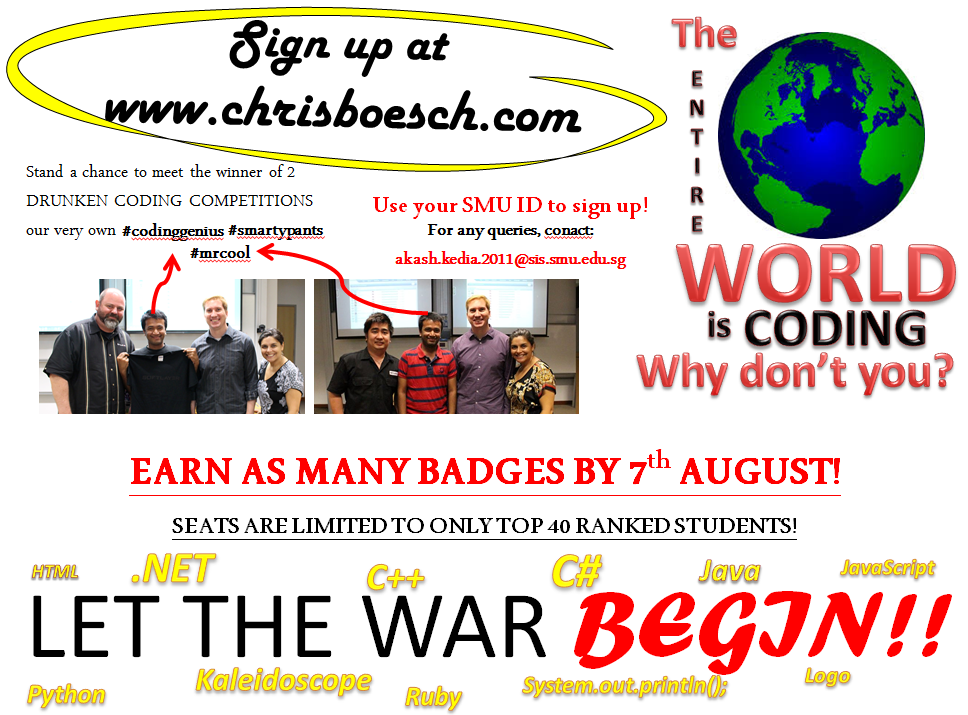 Sign up at
www.chrisboesch.com
Stand a chance to meet the winner of 2
DRUNKEN CODING COMPETITIONS
our very own #codinggenius #smartypants
#mrcool
Use your SMU ID to sign up!
For any queries, conact:
akash.kedia.2011@sis.smu.edu.sg
The
ENTIRE
WORLD
is CODING
Why don't you?
EARN AS MANY BADGES BY 7th AUGUST!
SEATS ARE LIMITED TO ONLY TOP 40 RANKED STUDENTS!
HTML .NET C++ C# Java JavaScript
LET THE WAR BEGIN!!
Python Kaleidoscope Ruby System.out.println(); Logo